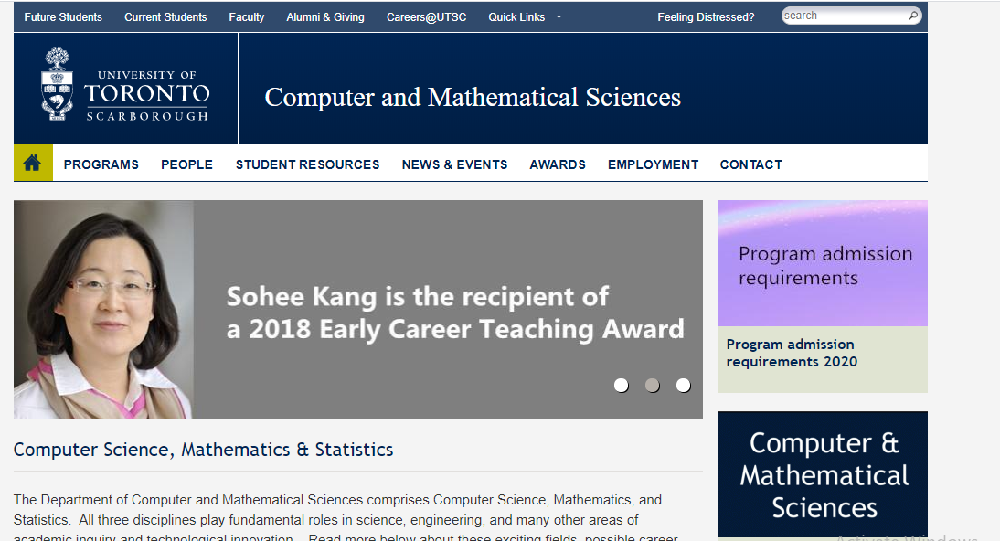 Future Students Current Students Faculty Alumni & Giving Careers@UTSC Quick Links Feeling Distressed? search
UNIVERSITY OF
TORONTO
SCARBOROUGH
Computer and Mathematical Sciences
PROGRAMS PEOPLE STUDENT RESOURCES NEWS & EVENTS AWARDS EMPLOYMENT CONTACT
Sohee Kang is the recipient of
a 2018 Early Career Teaching Award
Program admission
requirements
Program admission
requirements 2020
Computer Science, Mathematics & Statistics
The Department of Computer and Mathematical Sciences comprises Computer Science, Mathematics, and
Statistics. All three disciplines play fundamental roles in science, engineering, and many other areas of
academic inquiry and technological innovation. Read more below about these exciting fields, possible career
Computer &
Mathematical
Sciences
Activate Windows